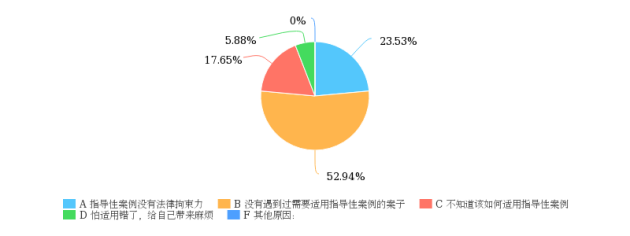 0%
5.88%
23.53%
17.65%
52.94%
A 指导性案例没有法律拘束力
B 没有遇到过需要适用指导性案例的案子
C 不知道该如何适用指导性案例
D 怕适用错了，给自己带来麻烦
F 其他原因：